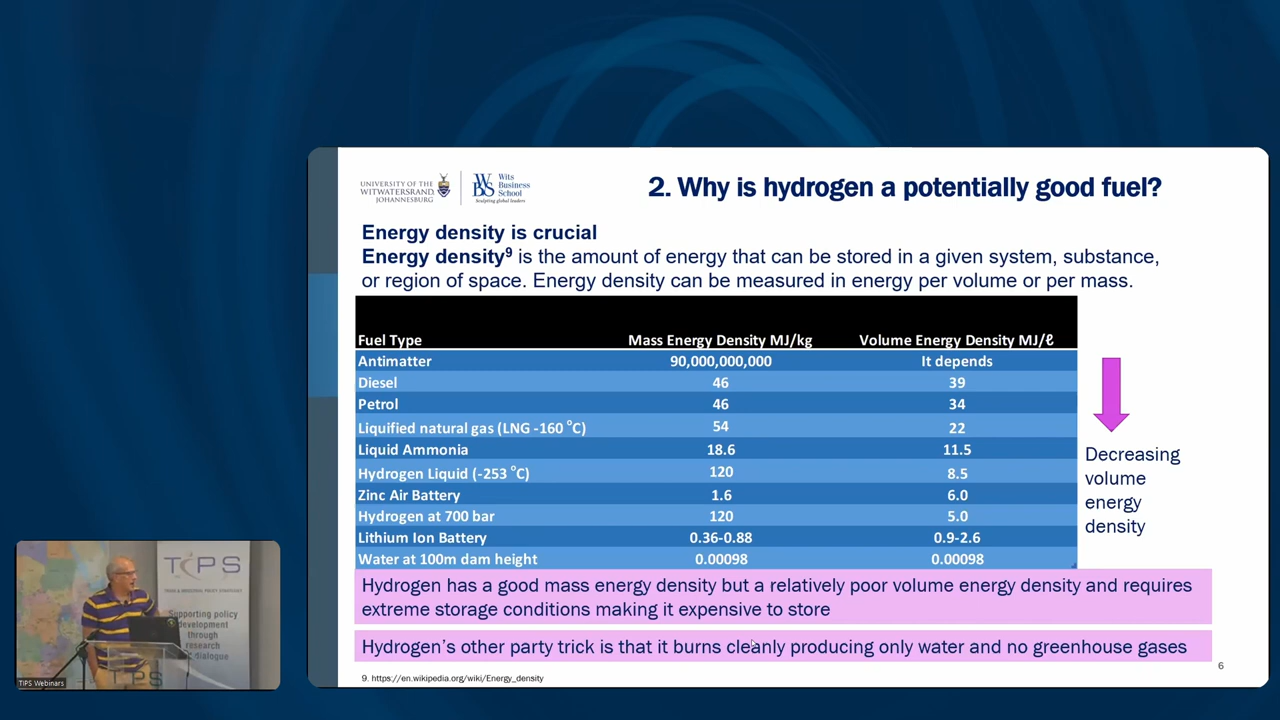 UNIVERSITY OF THE
WITWATERSRAND,
JOHANNESBURG
WBS
Wits
Business
School
Sculpting global leaders
2. Why is hydrogen a potentially good fuel?
Energy density is crucial
Energy density⁹ is the amount of energy that can be stored in a given system, substance,
or region of space. Energy density can be measured in energy per volume or per mass.
Fuel Type Mass Energy Density MJ/kg Volume Energy Density MJ/ℓ
Antimatter 90,000,000,000 It depends
Diesel 46 39
Petrol 46 34
Liquified natural gas (LNG -160 °C) 54 22
Liquid Ammonia 18.6 11.5
Hydrogen Liquid (-253 °C) 120 8.5
Zinc Air Battery 1.6 6.0
Hydrogen at 700 bar 120 5.0
Lithium Ion Battery 0.36-0.88 0.9-2.6
Water at 100m dam height 0.00098 0.00098
Decreasing
volume
energy
density
Hydrogen has a good mass energy density but a relatively poor volume energy density and requires
extreme storage conditions making it expensive to store
Hydrogen's other party trick is that it burns cleanly producing only water and no greenhouse gases
9. https://en.wikipedia.org/wiki/Energy_density
6
TIPS
Supporting policy
development
through
research
dialogue
TIPS
TIPS Webinars